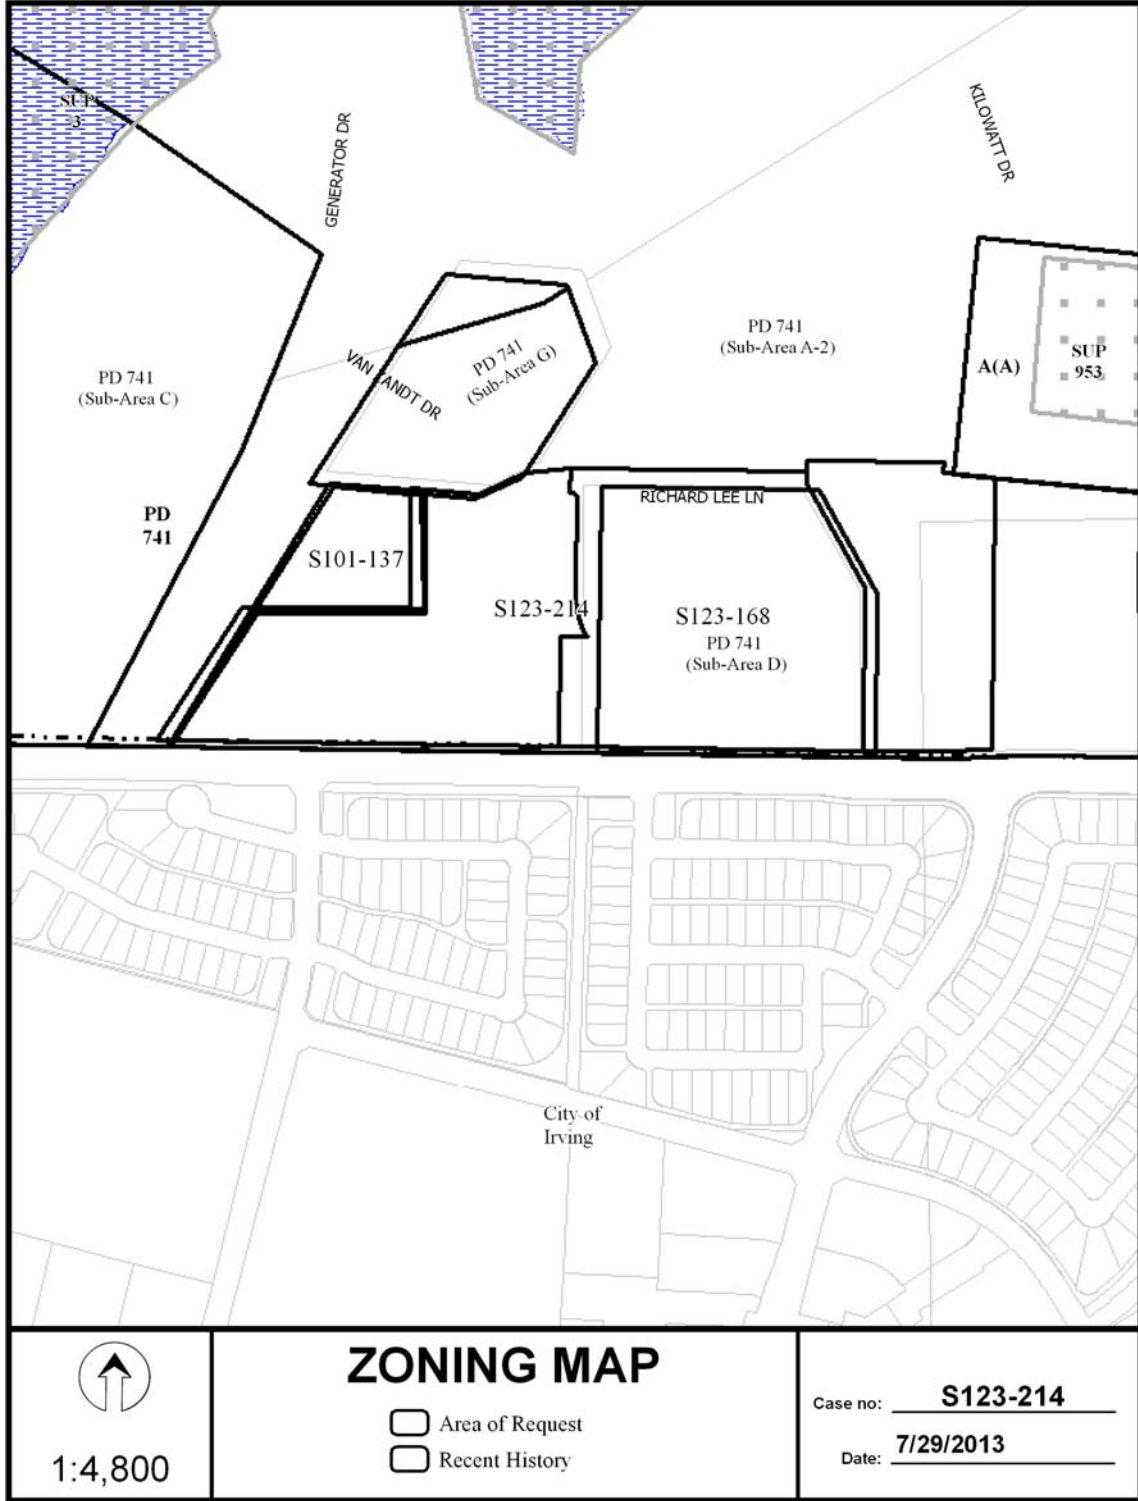 SUP
3
GENERATOR DR
KILOWATT DR
PD 741
(Sub-Area A-2)
A(A)
SUP
953
PD 741
(Sub-Area G)
VAN ZANDT DR
PD 741
(Sub-Area C)
PD
741
RICHARD LEE LN
S101-137
S123-214
S123-168
PD 741
(Sub-Area D)
City of
Irving
1:4,800
ZONING MAP
Area of Request
Recent History
Case no: S123-214
Date: 7/29/2013